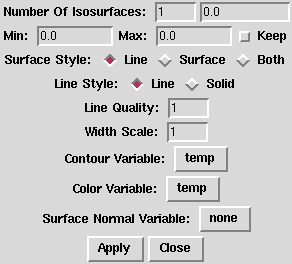 Number Of Isosurfaces: 1 0.0
Min: 0.0 Max: 0.0 Keep
Surface Style: Line Surface Both
Line Style: Line Solid
Line Quality: 1
Width Scale: 1
Contour Variable: temp
Color Variable: temp
Surface Normal Variable: none
Apply Close